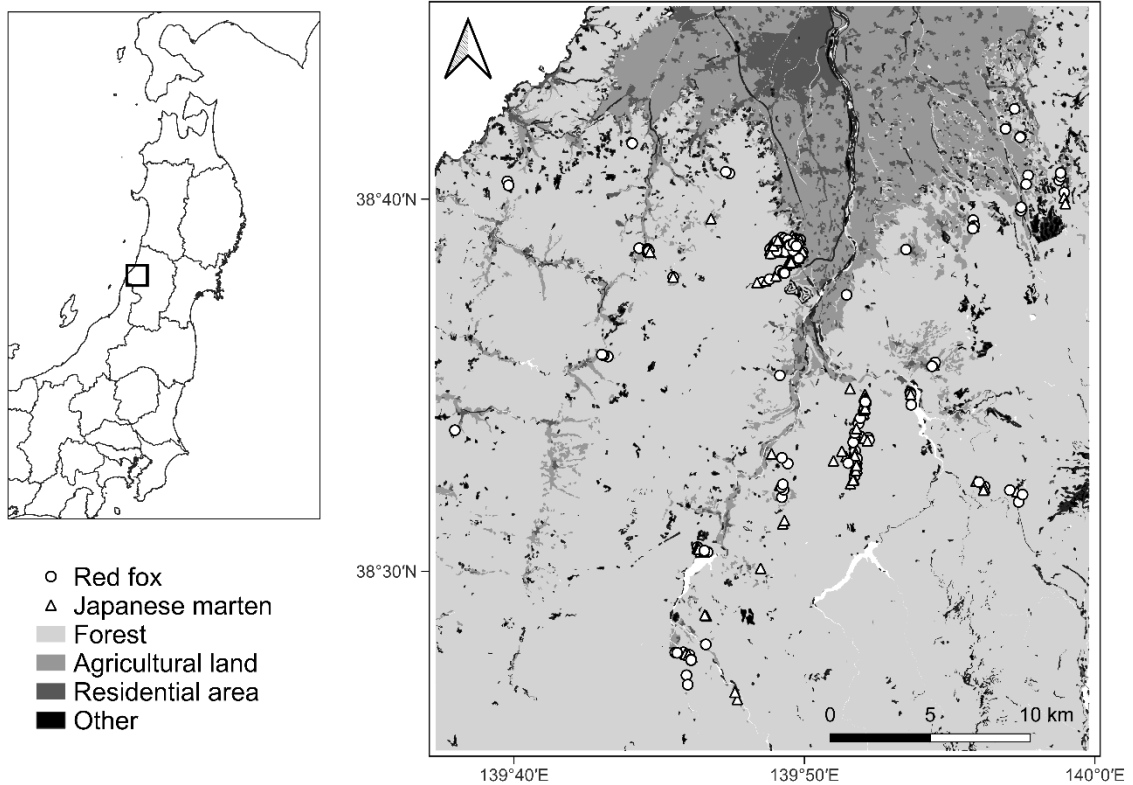 Red fox
Japanese marten
Forest
Agricultural land
Residential area
Other
38°40′N
38°30′N
0 5 10 km
139°40′E
139°50′E
140°0′E